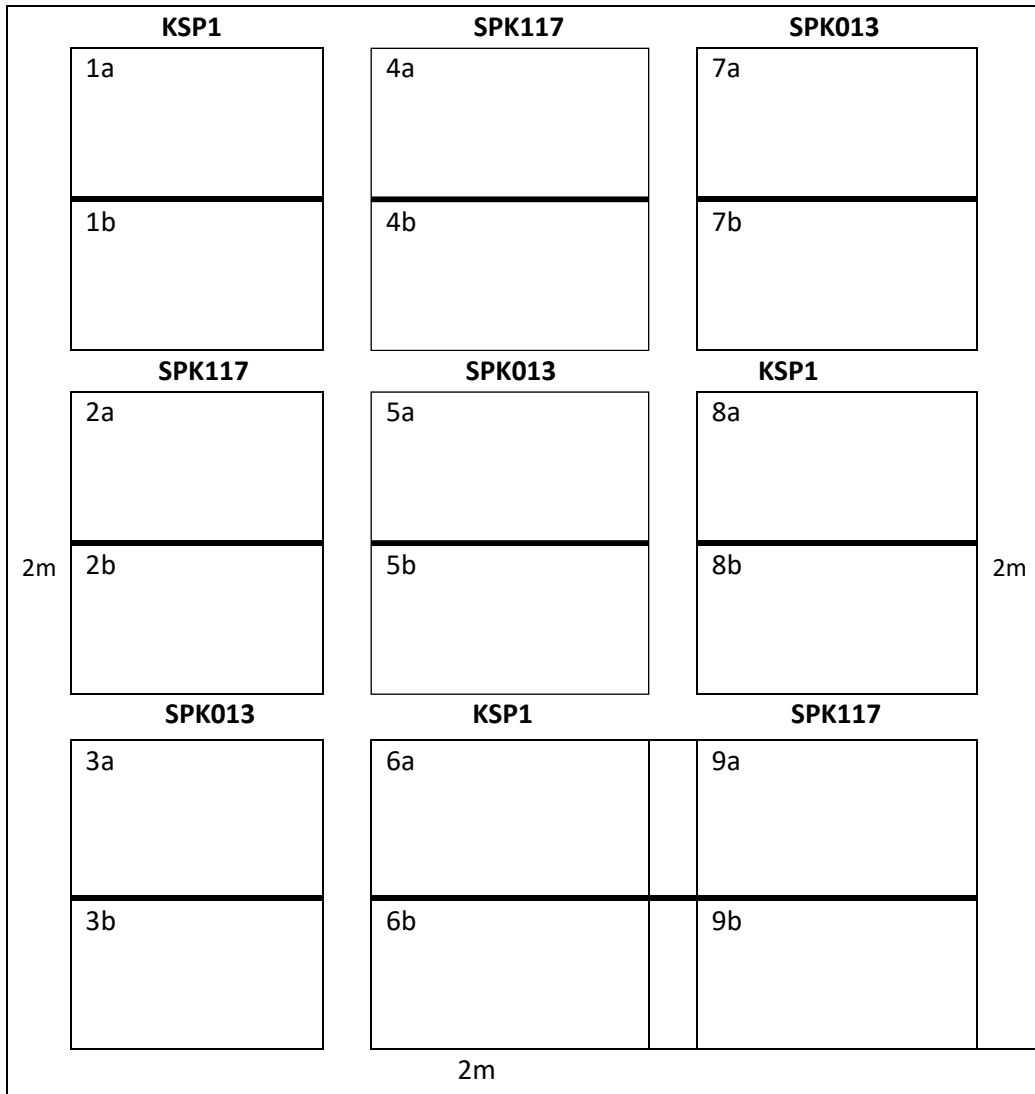 KSP1 SPK117 SPK013
1a 4a 7a
1b 4b 7b
SPK117 SPK013 KSP1
2a 5a 8a
2m 2b 5b 8b 2m
SPK013 KSP1 SPK117
3a 6a 9a
3b 6b 9b
2m